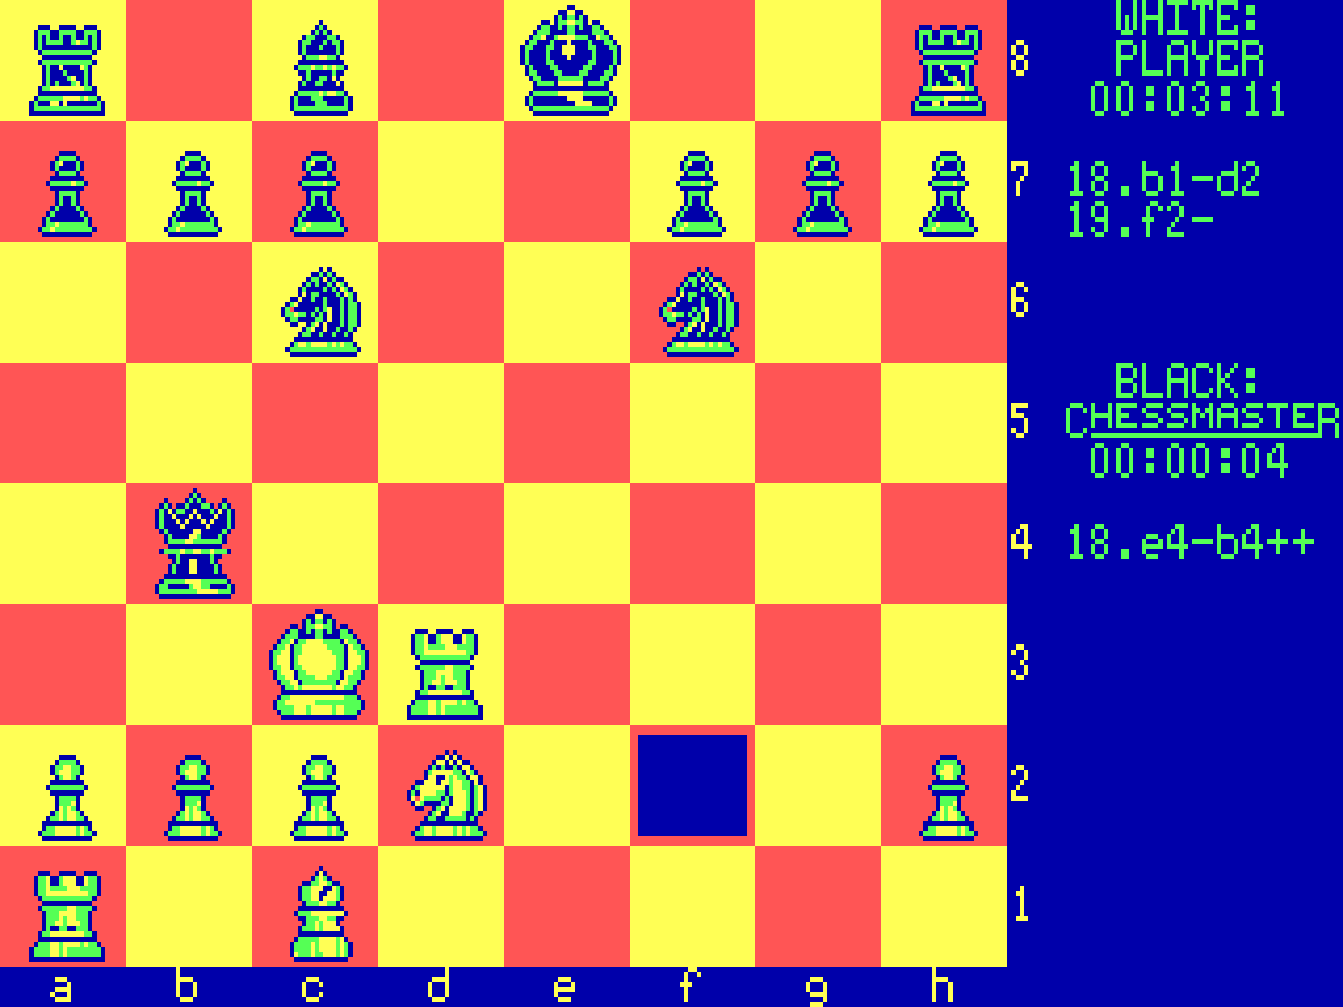 WHITE:
PLAYER
00:03:11
18.b1-d2
19.f2-
BLACK:
CHESSMASTER
00:00:04
18.e4-b4++
8
7
6
5
4
3
2
1
a b c d e f g h